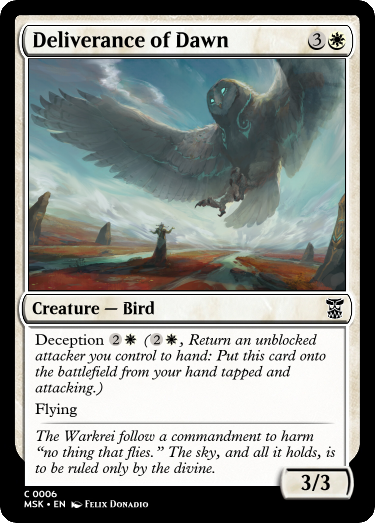 Deliverance of Dawn 3
Creature — Bird
Deception 2 (2, Return an unblocked
attacker you control to hand: Put this card onto
the battlefield from your hand tapped and
attacking.)
Flying
The Warkrei follow a commandment to harm
“no thing that flies.” The sky, and all it holds, is
to be ruled only by the divine.
3/3
C 0006
MSK • EN Felix Donadio